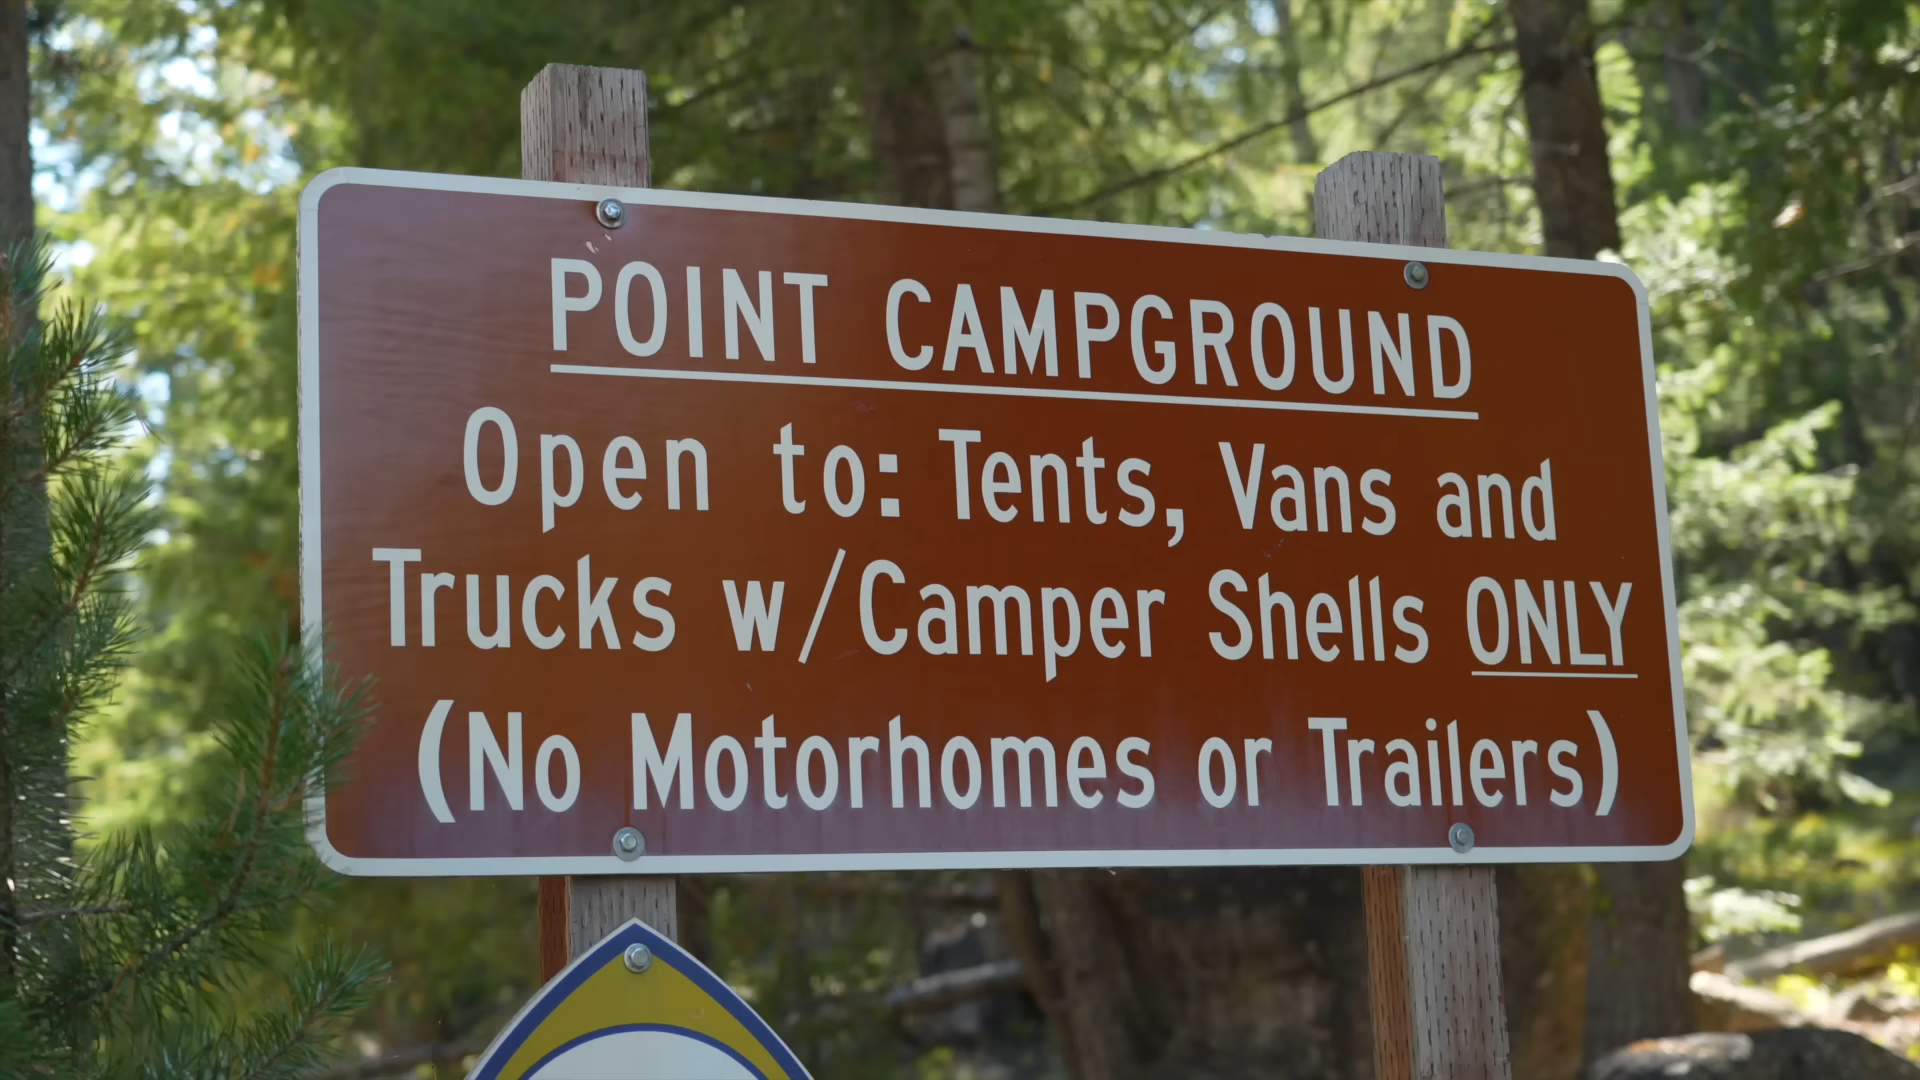 POINT CAMPGROUND
Open to: Tents, Vans and
Trucks w/Camper Shells ONLY
(No Motorhomes or Trailers)